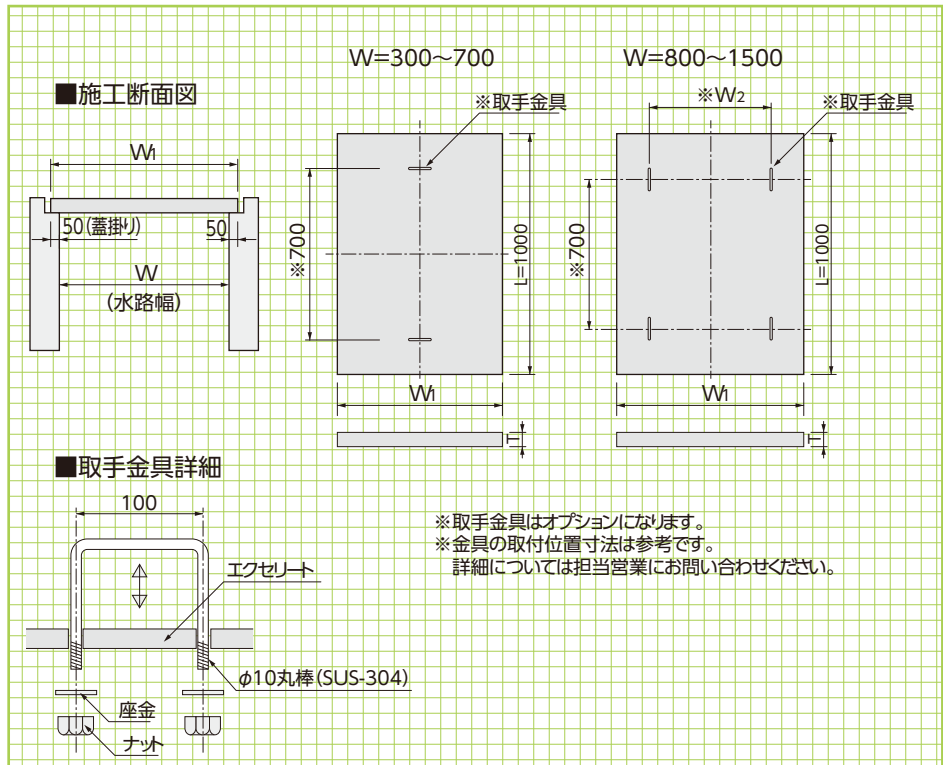 ■施工断面図
W1
50(蓋掛り)
50
W
(水路幅)
W=300〜700
※取手金具
※700
L=1000
W1
T
W=800〜1500
※W2
※取手金具
※700
L=1000
W1
T
■取手金具詳細
100
エクセリート
φ10丸棒(SUS-304)
座金
ナット
※取手金具はオプションになります。
※金具の取付位置寸法は参考です。
詳細については担当営業にお問い合わせください。